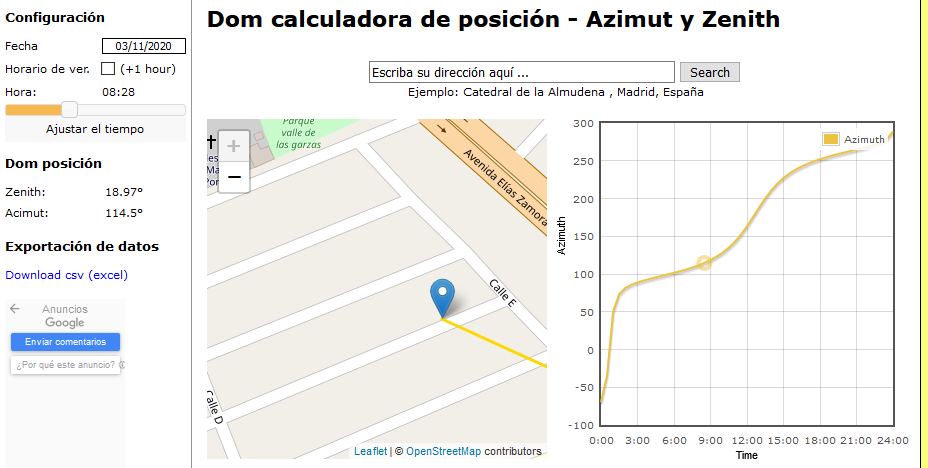 Configuración
Fecha 03/11/2020
Horario de ver. (+1 hour)
Hora: 08:28
Ajustar el tiempo
Dom posición
Zenith: 18.97°
Acimut: 114.5°
Exportación de datos
Download csv (excel)
Anuncios
Google
Enviar comentarios
¿Por qué este anuncio?
Dom calculadora de posición - Azimut y Zenith
Escriba su dirección aquí ... Search
Ejemplo: Catedral de la Almudena , Madrid, España
+
−
Parque
valle de
las garzas
Avenida Elías Zamora
Calle E
Calle D
Leaflet | © OpenStreetMap contributors
Azimuth
300
250
200
150
100
50
0
-50
-100
Azimuth
0:00 3:00 6:00 9:00 12:00 15:00 18:00 21:00 24:00
Time